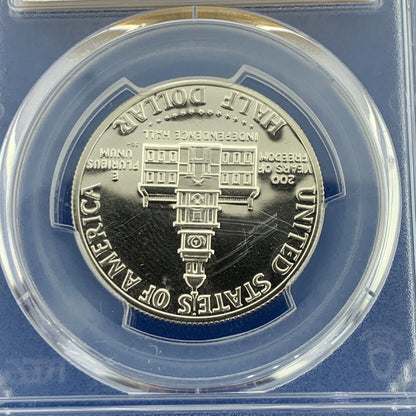 UNITED STATES OF AMERICA
200
YEARS OF
FREEDOM
E
PLURIBUS
UNUM
INDEPENDENCE HALL
HALF DOLLAR